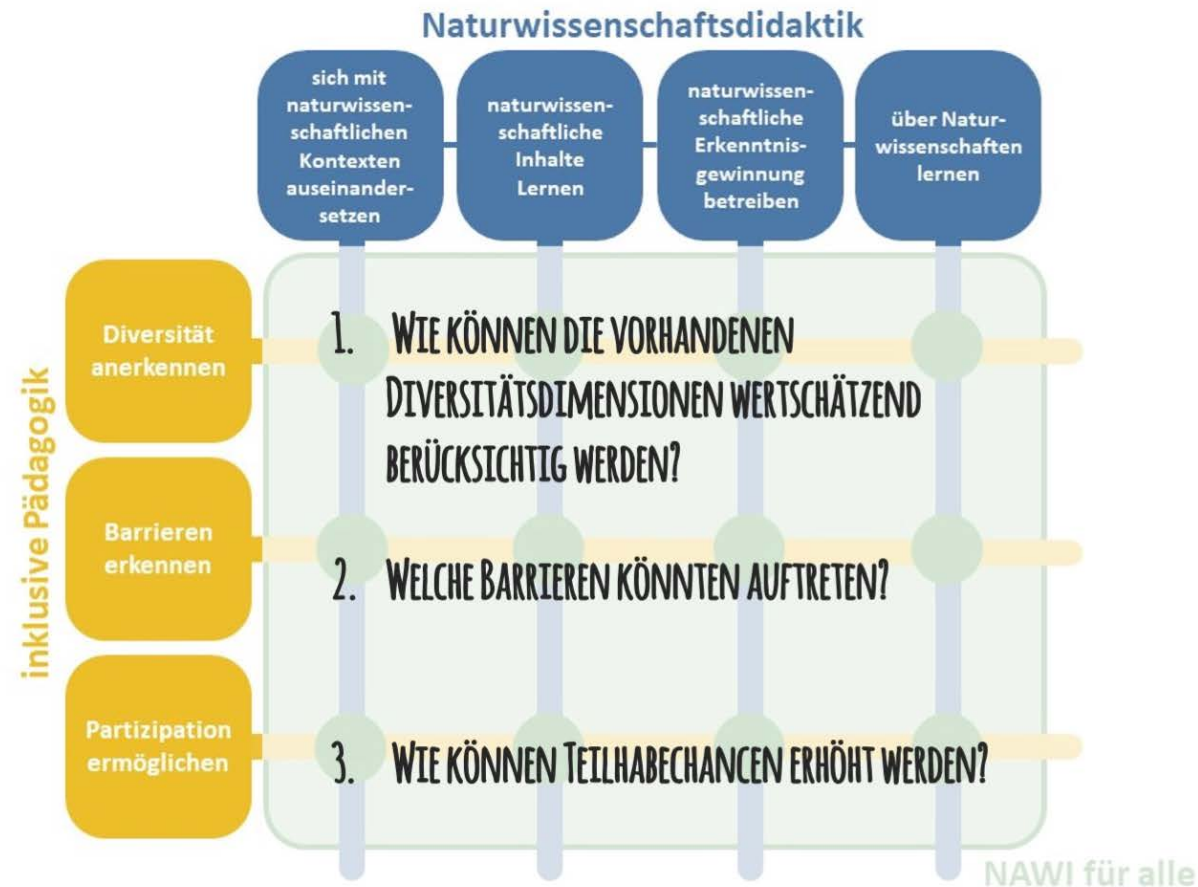 Naturwissenschaftsdidaktik
sich mit
naturwissen-
schaftlichen
Kontexten
auseinander-
setzen
naturwissen-
schaftliche
Inhalte
Lernen
naturwissen-
schaftliche
Erkenntnis-
gewinnung
betreiben
über Natur-
wissenschaften
lernen
inklusive Pädagogik
Diversität
anerkennen
1. Wie können die vorhandenen
Diversitätsdimensionen wertschätzend
berücksichtig werden?
Barrieren
erkennen
2. Welche Barrieren könnten auftreten?
Partizipation
ermöglichen
3. Wie können Teilhabechancen erhöht werden?
NAWI für alle